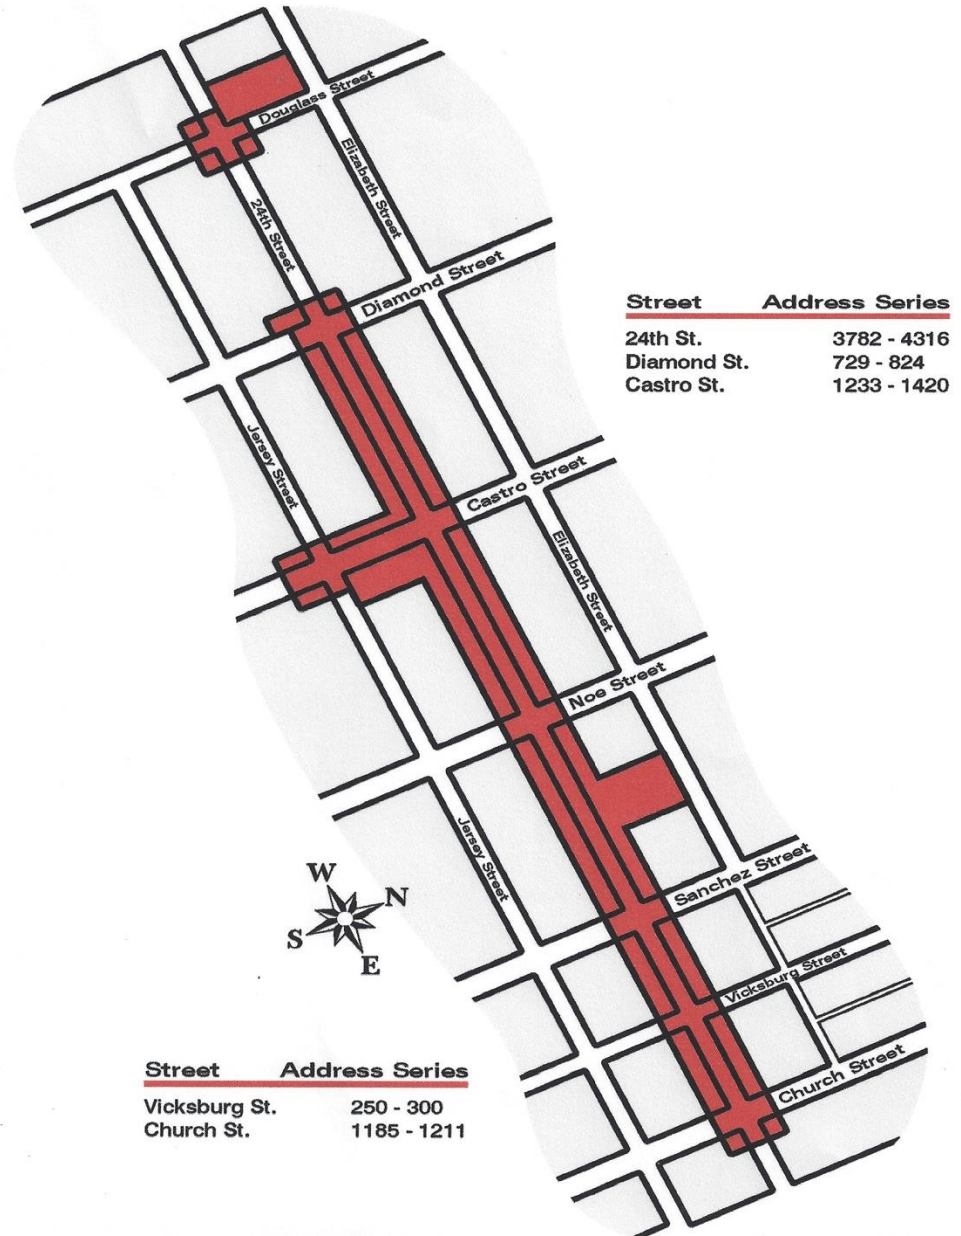 Douglass Street
Elizabeth Street
24th Street
Diamond Street
Street Address Series
24th St. 3782 - 4316
Diamond St. 729 - 824
Castro St. 1233 - 1420
Jersey Street
Castro Street
Elizabeth Street
Noe Street
Jersey Street
Sanchez Street
W
N
S
E
Vicksburg Street
Church Street
Street Address Series
Vicksburg St. 250 - 300
Church St. 1185 - 1211